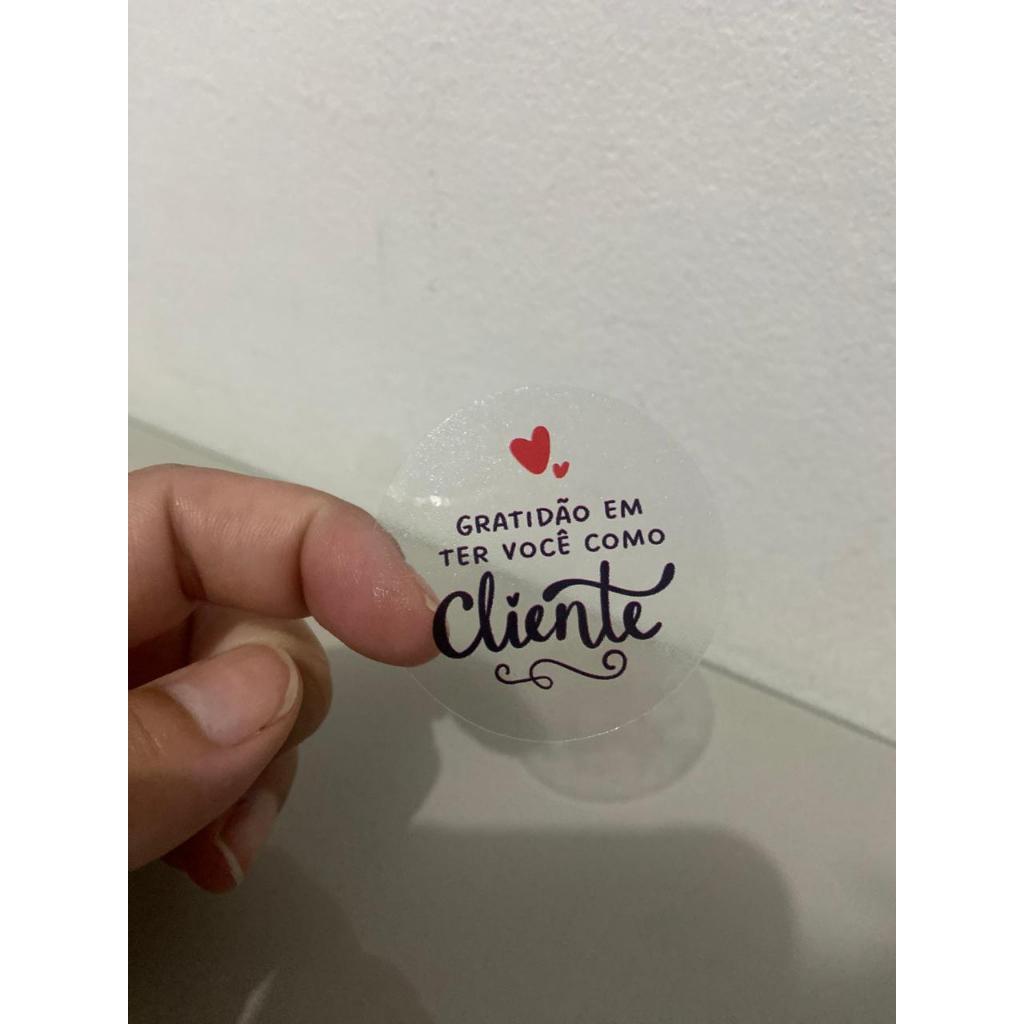 GRATIDÃO EM
TER VOCÊ COMO
Cliente